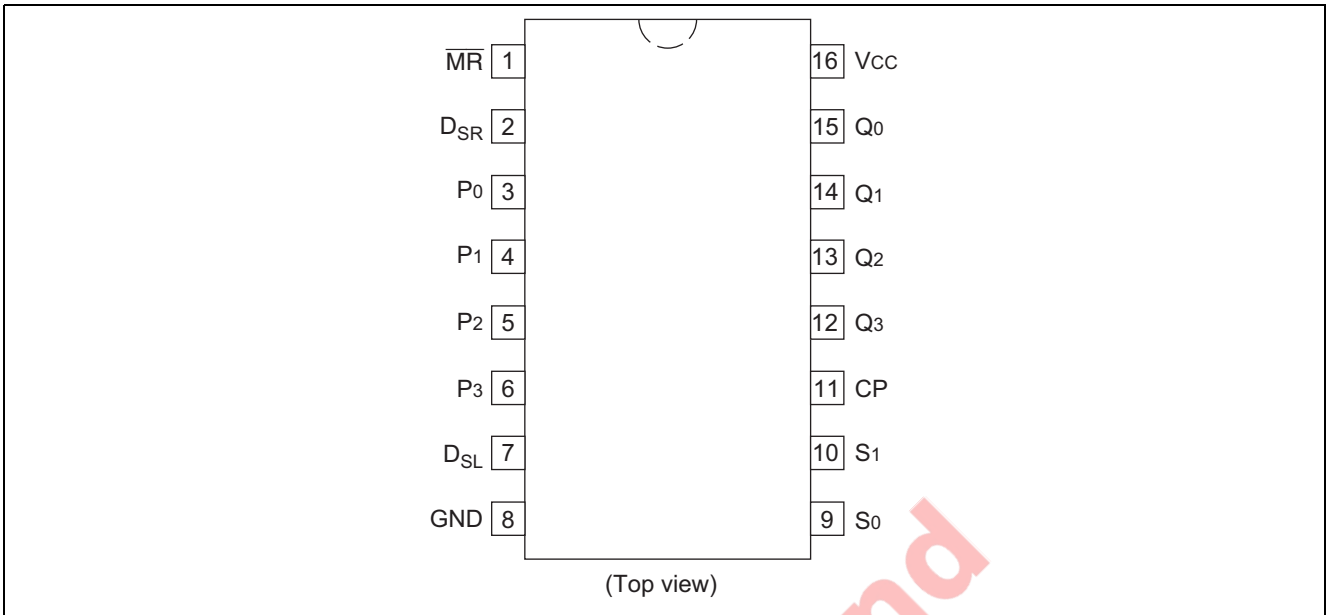 M̅R̅ 1 16 VCC
DSR 2 15 Q0
P0 3 14 Q1
P1 4 13 Q2
P2 5 12 Q3
P3 6 11 CP
DSL 7 10 S1
GND 8 9 S0
(Top view)
nd